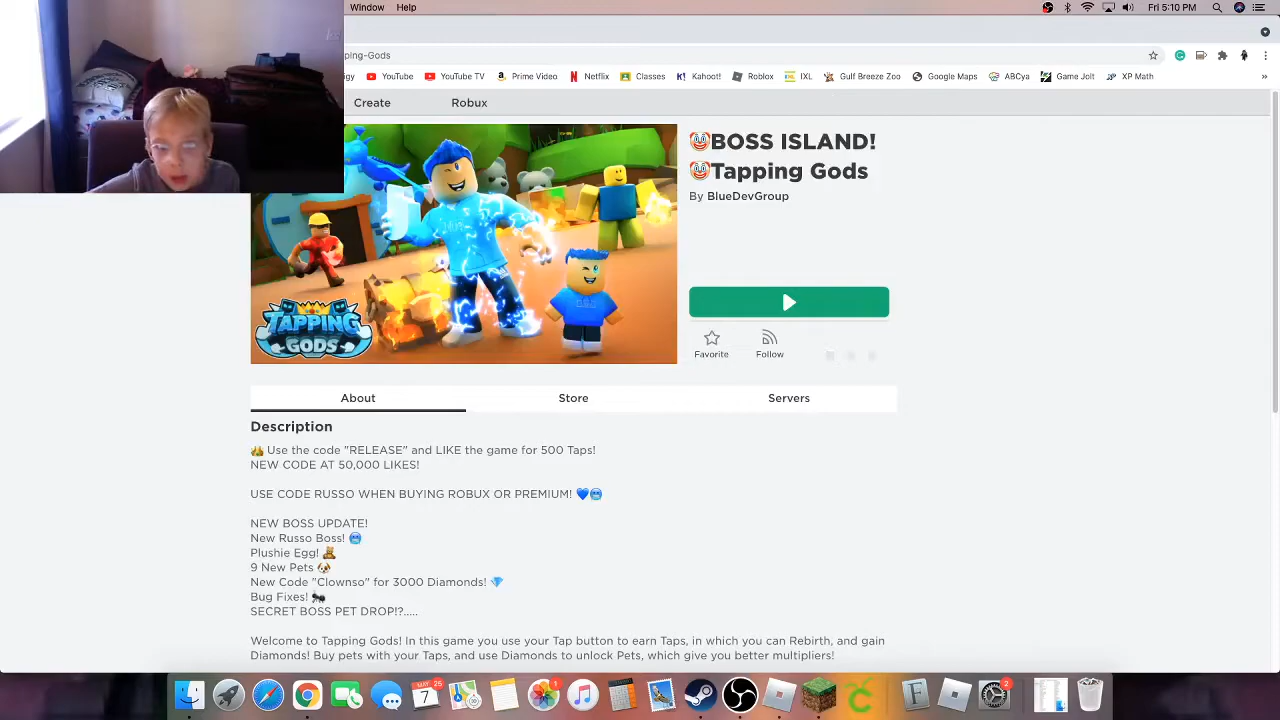 Window Help
Fri 5:10 PM
ping-Gods
igy YouTube YouTube TV Prime Video Netflix Classes Kahoot! Roblox IXL Gulf Breeze Zoo Google Maps ABCya Game Jolt XP Math »
Create Robux
🤡BOSS ISLAND!
🤡Tapping Gods
By BlueDevGroup
TAPPING
GODS
Favorite Follow
About Store Servers
Description
👑 Use the code "RELEASE" and LIKE the game for 500 Taps!
NEW CODE AT 50,000 LIKES!
USE CODE RUSSO WHEN BUYING ROBUX OR PREMIUM! 💙🥶
NEW BOSS UPDATE!
New Russo Boss! 🥶
Plushie Egg! 🧸
9 New Pets 🐶
New Code "Clownso" for 3000 Diamonds! 💎
Bug Fixes! 🐜
SECRET BOSS PET DROP!?.....
Welcome to Tapping Gods! In this game you use your Tap button to earn Taps, in which you can Rebirth, and gain
Diamonds! Buy pets with your Taps, and use Diamonds to unlock Pets, which give you better multipliers!